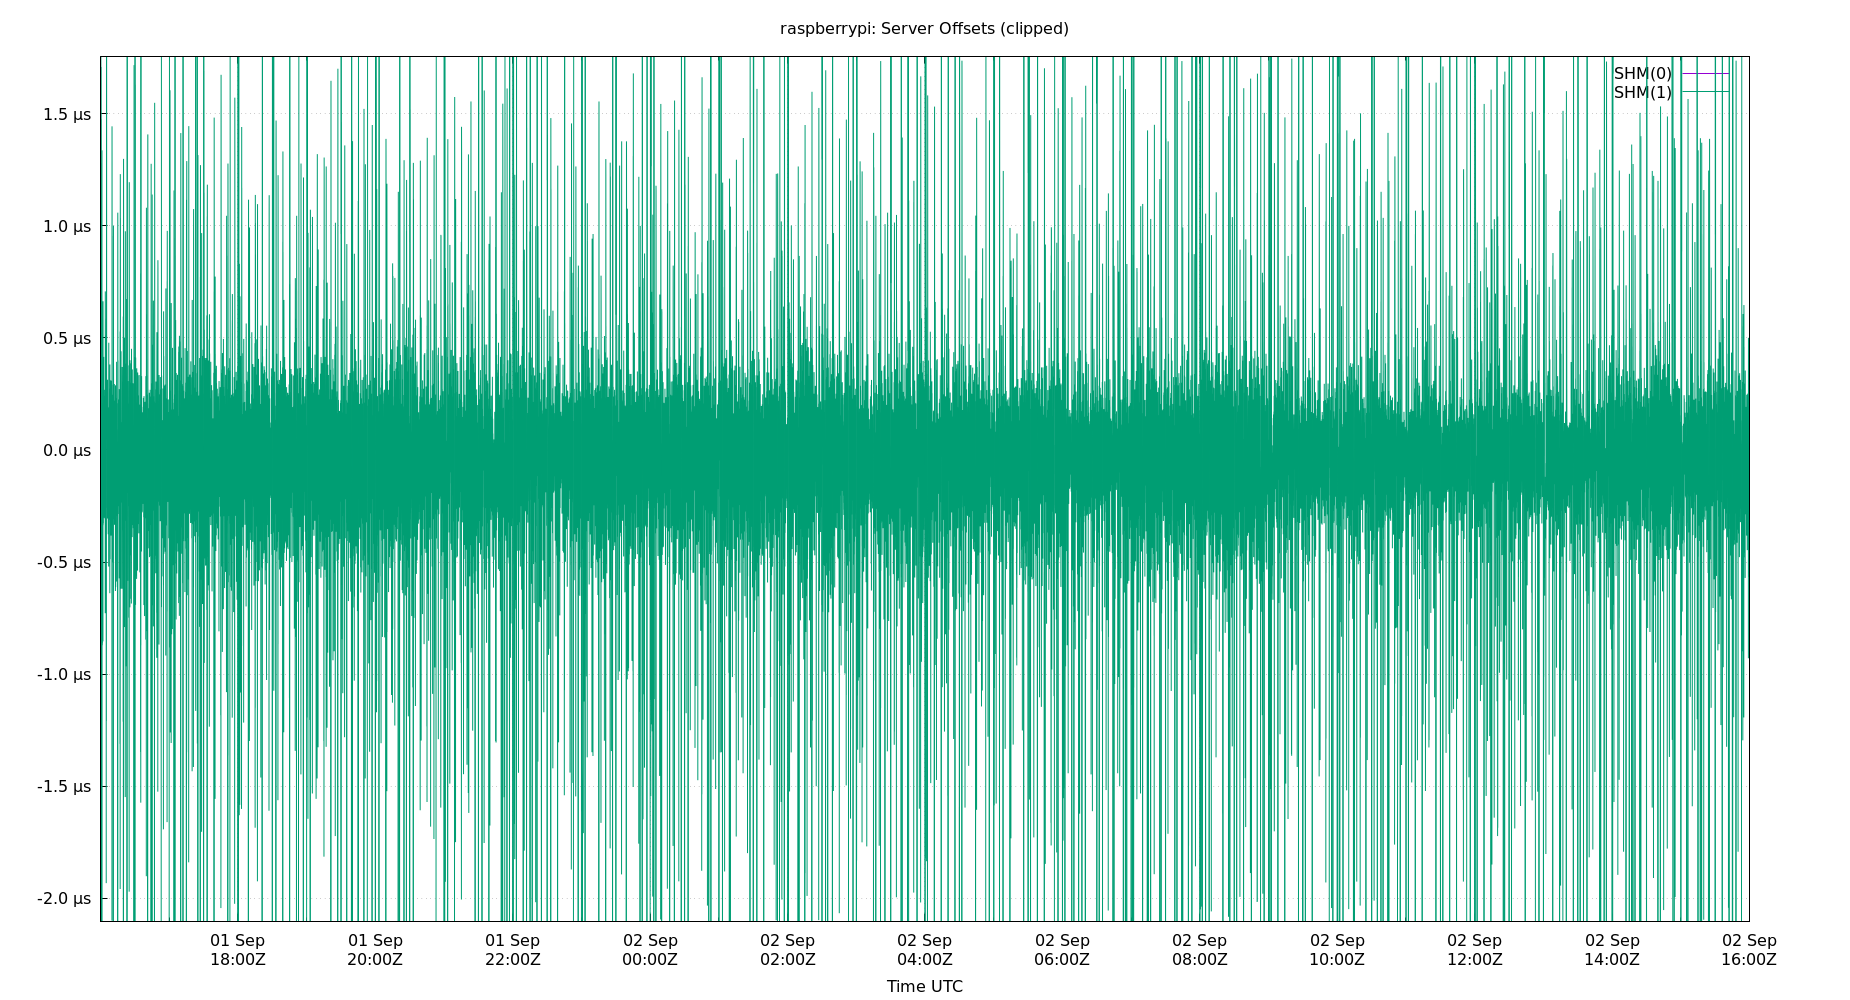 raspberrypi: Server Offsets (clipped)
SHM(0)
SHM(1)
1.5 µs
1.0 µs
0.5 µs
0.0 µs
-0.5 µs
-1.0 µs
-1.5 µs
-2.0 µs
01 Sep 01 Sep 01 Sep 02 Sep 02 Sep 02 Sep 02 Sep 02 Sep 02 Sep 02 Sep 02 Sep 02 Sep
18:00Z 20:00Z 22:00Z 00:00Z 02:00Z 04:00Z 06:00Z 08:00Z 10:00Z 12:00Z 14:00Z 16:00Z
Time UTC